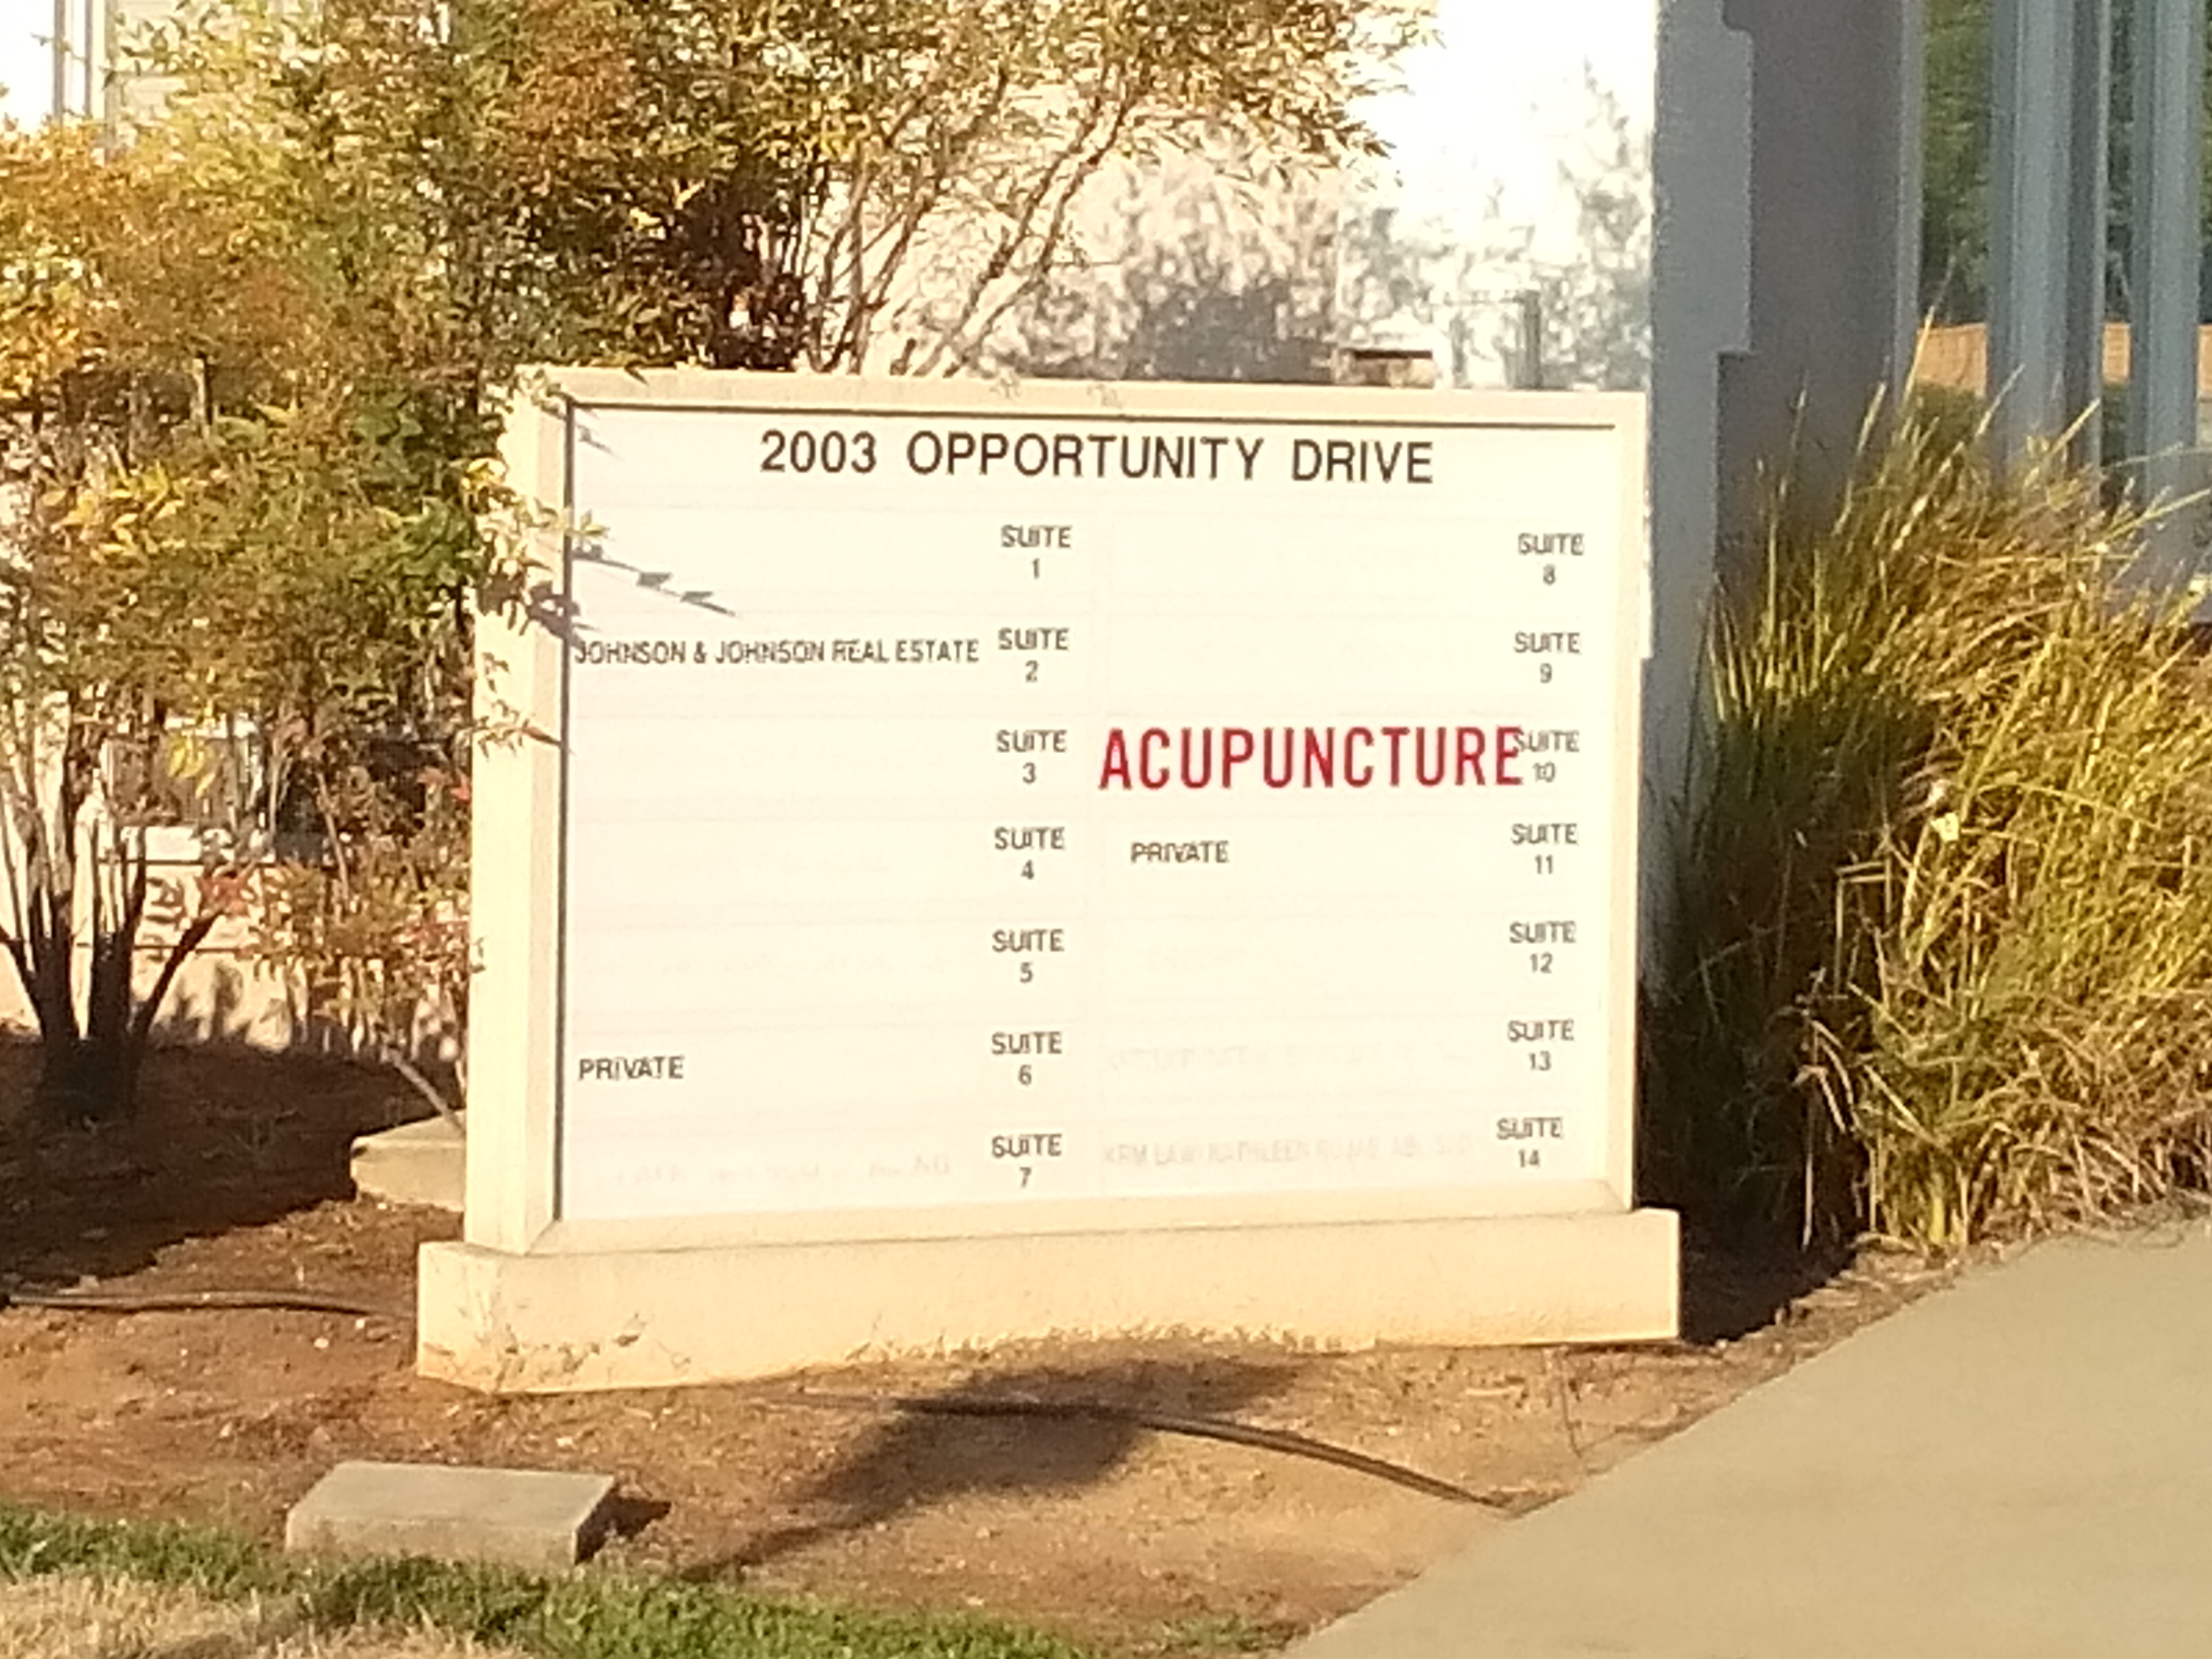 2003 OPPORTUNITY DRIVE
SUITE
1
JOHNSON & JOHNSON REAL ESTATE SUITE
2
SUITE
3
SUITE
4
SUITE
5
PRIVATE SUITE
6
SUITE
7
SUITE
8
SUITE
9
ACUPUNCTURE SUITE
10
PRIVATE SUITE
11
SUITE
12
SUITE
13
SUITE
14